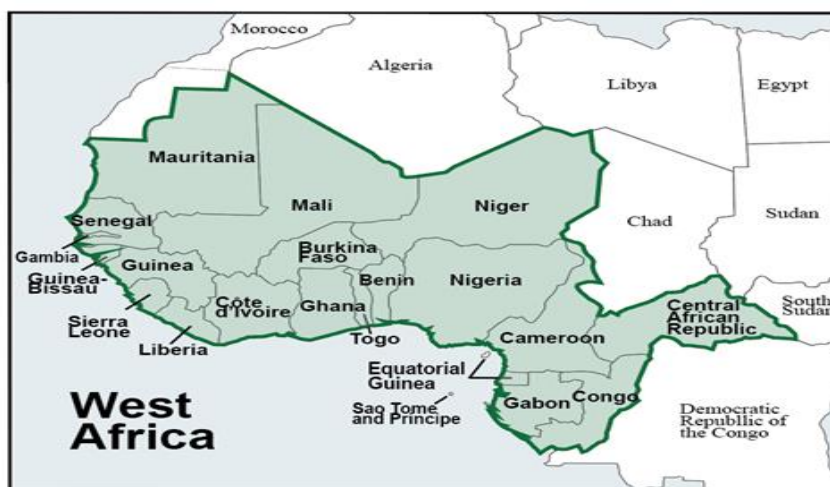 Morocco
Algeria
Libya
Egypt
Mauritania
Mali
Niger
Chad
Sudan
Senegal
Gambia
Guinea-
Bissau
Guinea
Burkina
Faso
Benin
Nigeria
Sierra
Leone
Liberia
Côte
d'Ivoire
Ghana
Togo
Cameroon
Central
African
Republic
South
Sudan
Equatorial
Guinea
Sao Tome
and Principe
Gabon
Congo
Democratic
Republlic of
the Congo
West
Africa